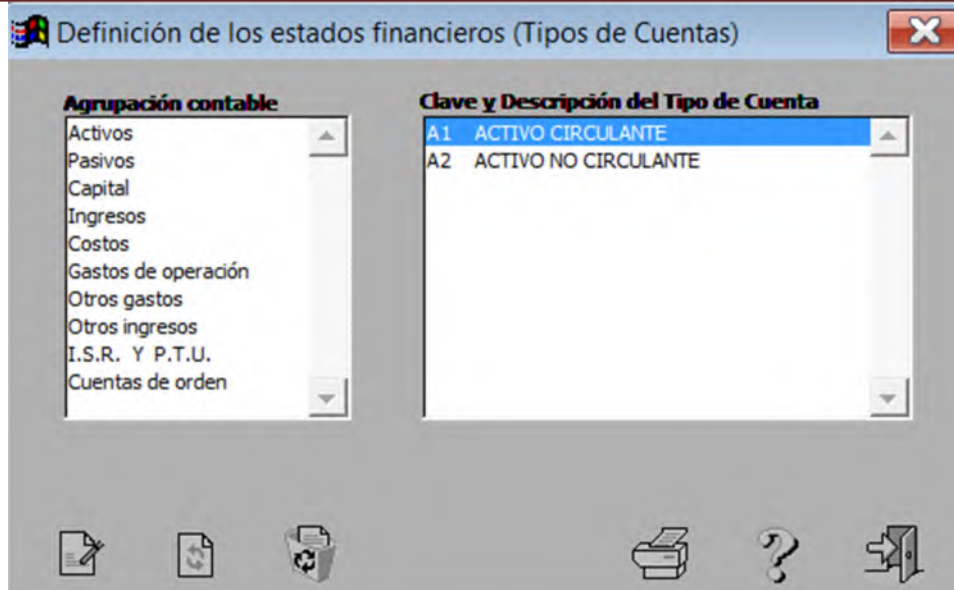 Definición de los estados financieros (Tipos de Cuentas)
Agrupación contable
Activos
Pasivos
Capital
Ingresos
Costos
Gastos de operación
Otros gastos
Otros ingresos
I.S.R. Y P.T.U.
Cuentas de orden
Clave y Descripción del Tipo de Cuenta
A1 ACTIVO CIRCULANTE
A2 ACTIVO NO CIRCULANTE